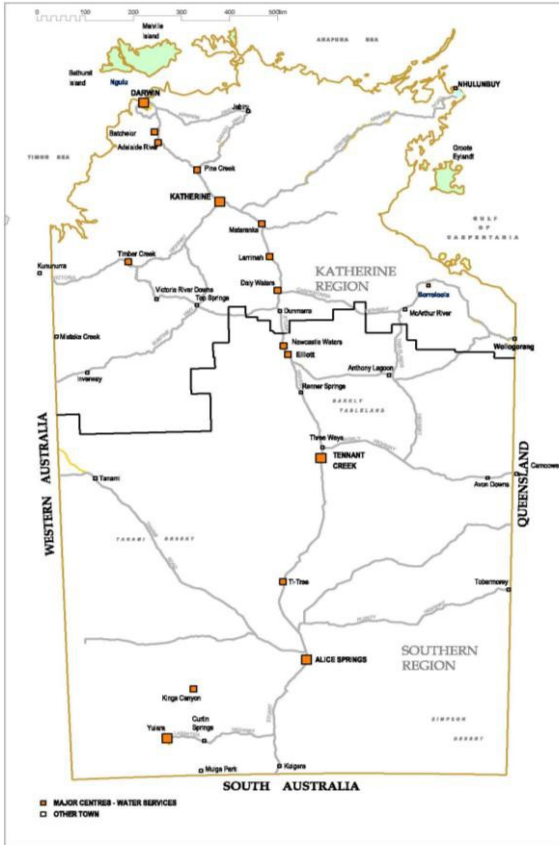 0 100 200 300 400 500km
Melville
Island
ARAFURA SEA
Bathurst
Island
Nguiu
DARWIN
NHULUNBUY
Jabiru
Batchelor
Adelaide River
TIMOR SEA
Groote
Eylandt
Pine Creek
KATHERINE
Mataranka
GULF
OF
CARPENTARIA
Timber Creek
Larrimah
Kununurra
KATHERINE
REGION
Daly Waters
Borroloola
Victoria River Downs
Top Springs
Dunmarra
McArthur River
Mistake Creek
Newcastle Waters
Wollogorang
Elliott
Inverway
Anthony Lagoon
Renner Springs
BARKLY
TABLELAND
Three Ways
TENNANT
CREEK
Camooweal
Avon Downs
WESTERN AUSTRALIA
QUEENSLAND
Tanami
TANAMI DESERT
Ti-Tree
Tobermorey
ALICE SPRINGS
SOUTHERN
REGION
Kings Canyon
Curtin
Springs
Yulara
SIMPSON
DESERT
Mulga Park
Kulgera
SOUTH AUSTRALIA
MAJOR CENTRES - WATER SERVICES
OTHER TOWN